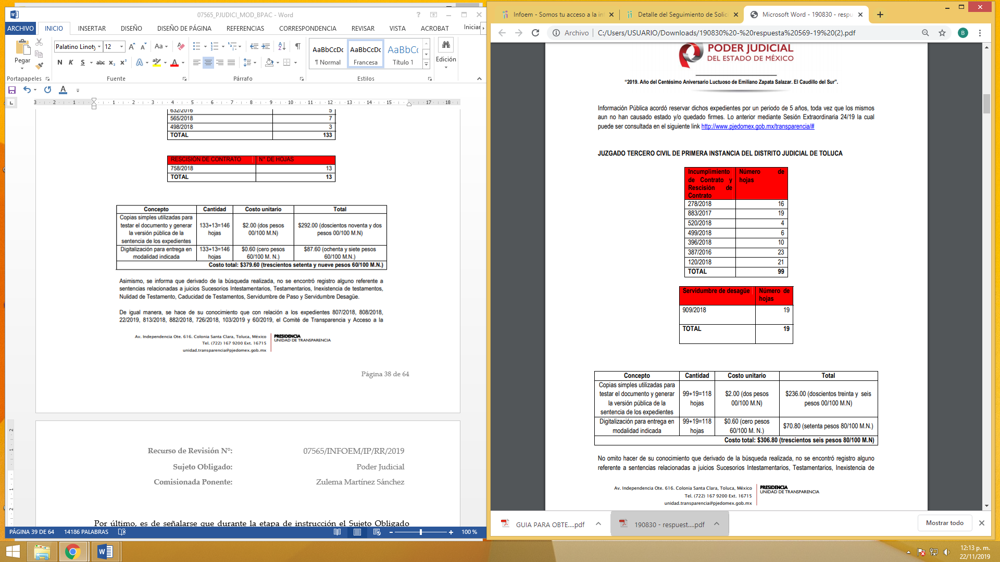 07565_PJUDICI_MOD_BPAC - Word
ARCHIVO INICIO INSERTAR DISEÑO DISEÑO DE PÁGINA REFERENCIAS CORRESPONDENCIA REVISAR VISTA ACROBAT Iniciar
Palatino Linoty 12
Pegar
AaBbCcDc AaBbCcDc AaBbCc
¶ Normal Francesa Título 1
Edición
Portapapeles Fuente Párrafo Estilos
632/2016 5
565/2018 7
498/2018 3
TOTAL 133
RESCISIÓN DE CONTRATO N° DE HOJAS
758/2018 13
TOTAL 13
Concepto Cantidad Costo unitario Total
Copias simples utilizadas para testar el documento y generar la versión pública de la sentencia de los expedientes 133+13=146 hojas $2.00 (dos pesos 00/100 M.N) $292.00 (doscientos noventa y dos pesos 00/100 M.N)
Digitalización para entrega en modalidad indicada 133+13=146 hojas $0.60 (cero pesos 60/100 M. N.) $87.60 (ochenta y siete pesos 60/100 M.N.)
Costo total: $379.60 (trescientos setenta y nueve pesos 60/100 M.N.)
Asimismo, se informa que derivado de la búsqueda realizada, no se encontró registro alguno referente a
sentencias relacionadas a juicios Sucesorios Intestamentarios, Testamentarios, Inexistencia de testamentos,
Nulidad de Testamento, Caducidad de Testamentos, Servidumbre de Paso y Servidumbre Desagüe.
De igual manera, se hace de su conocimiento que con relación a los expedientes 807/2018, 808/2018,
22/2019, 813/2018, 882/2018, 726/2018, 103/2019 y 60/2019, el Comité de Transparencia y Acceso a la
Av. Independencia Ote. 616. Colonia Santa Clara, Toluca, México
Tel. (722) 167 9200 Ext. 16715
unidad.transparencia@pjedomex.gob.mx
PRESIDENCIA
UNIDAD DE TRANSPARENCIA
Página 38 de 64
Recurso de Revisión N°: 07565/INFOEM/IP/RR/2019
Sujeto Obligado: Poder Judicial
Comisionada Ponente: Zulema Martínez Sánchez
Por último, es de señalarse que durante la etapa de instrucción el Sujeto Obligado
PÁGINA 39 DE 64 14186 PALABRAS 100 %
Infoem - Somos tu acceso a la in
Detalle del Seguimiento de Solici
Microsoft Word - 190830 - respu
Archivo C:/Users/USUARIO/Downloads/190830%20-%20respuesta%20569-19%20(2).pdf
B
PODER JUDICIAL
DEL ESTADO DE MÉXICO
“2019. Año del Centésimo Aniversario Luctuoso de Emiliano Zapata Salazar. El Caudillo del Sur”.
Información Pública acordó reservar dichos expedientes por un periodo de 5 años, toda vez que los mismos
aun no han causado estado y/o quedado firmes. Lo anterior mediante Sesión Extraordinaria 24/19 la cual
puede ser consultada en el siguiente link http://www.pjedomex.gob.mx/transparencia/#
JUZGADO TERCERO CIVIL DE PRIMERA INSTANCIA DEL DISTRITO JUDICIAL DE TOLUCA
Incumplimiento de Contrato y Rescisión de Contrato Número de hojas
278/2018 16
883/2017 19
520/2018 4
499/2018 6
396/2018 10
387/2016 23
120/2018 21
TOTAL 99
Servidumbre de desagüe Número de hojas
909/2018 19
TOTAL 19
Concepto Cantidad Costo unitario Total
Copias simples utilizadas para testar el documento y generar la versión pública de la sentencia de los expedientes 99+19=118 hojas $2.00 (dos pesos 00/100 M.N) $236.00 (doscientos treinta y seis pesos 00/100 M.N)
Digitalización para entrega en modalidad indicada 99+19=118 hojas $0.60 (cero pesos 60/100 M. N.) $70.80 (setenta pesos 80/100 M.N.)
Costo total: $306.80 (trescientos seis pesos 80/100 M.N)
No omito hacer de su conocimiento que derivado de la búsqueda realizada, no se encontró registro alguno
referente a sentencias relacionadas a juicios Sucesorios Intestamentarios, Testamentarios, Inexistencia de
Av. Independencia Ote. 616. Colonia Santa Clara, Toluca, México
Tel. (722) 167 9200 Ext. 16715
unidad.transparencia@pjedomex.gob.mx
PRESIDENCIA
UNIDAD DE TRANSPARENCIA
GUIA PARA OBTE....pdf
190830 - respuest....pdf
Mostrar todo
12:13 p. m.
22/11/2019